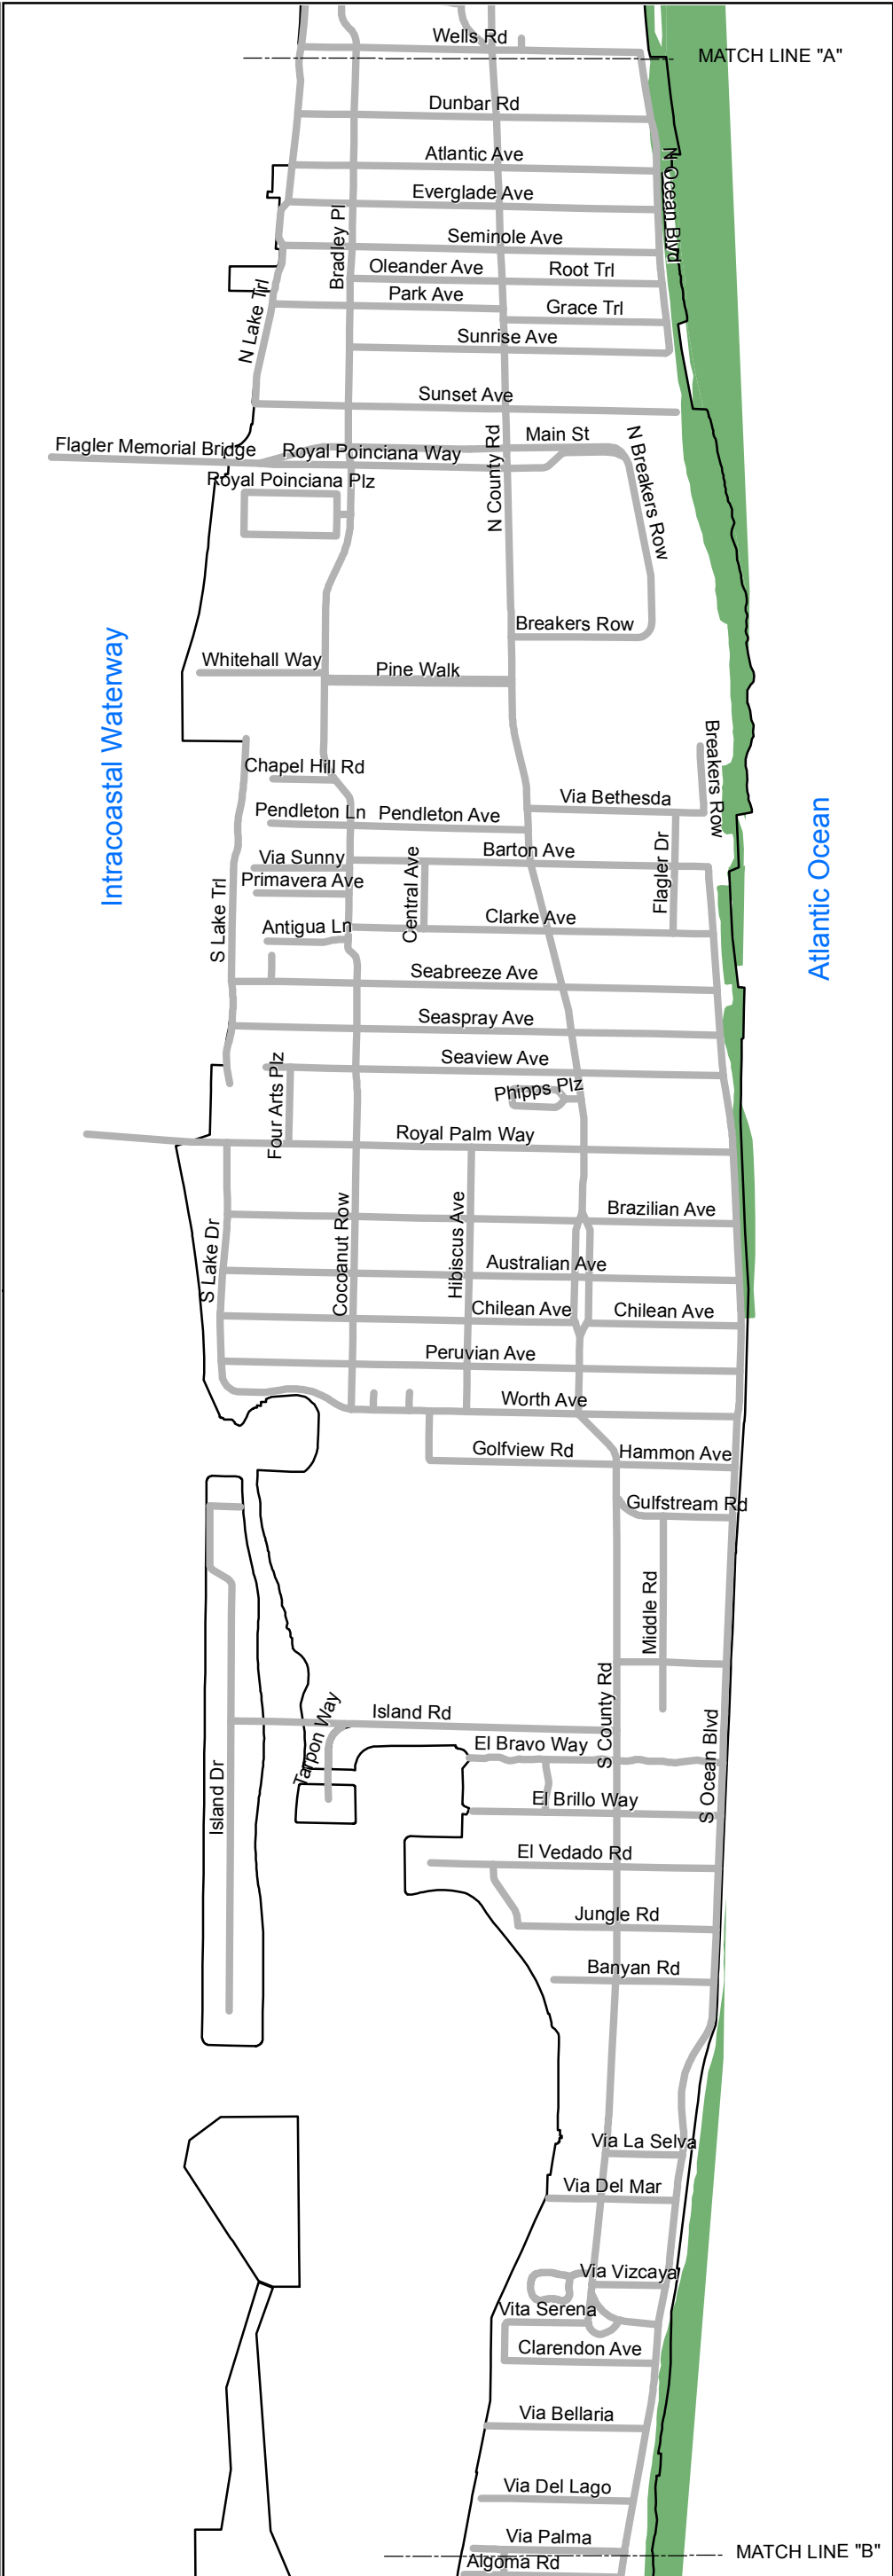 Wells Rd
MATCH LINE "A"
Dunbar Rd
Atlantic Ave
N Ocean Blvd
Everglade Ave
Bradley Pl
Seminole Ave
Oleander Ave
Root Trl
Park Ave
Grace Trl
N Lake Trl
Sunrise Ave
Sunset Ave
N County Rd
Main St
N Breakers Row
Flagler Memorial Bridge
Royal Poinciana Way
Royal Poinciana Plz
Breakers Row
Intracoastal Waterway
Whitehall Way
Pine Walk
Breakers Row
Chapel Hill Rd
Via Bethesda
Pendleton Ln
Pendleton Ave
Atlantic Ocean
Flagler Dr
Via Sunny
Barton Ave
Central Ave
Primavera Ave
S Lake Trl
Antigua Ln
Clarke Ave
Seabreeze Ave
Seaspray Ave
Seaview Ave
Four Arts Plz
Phipps Plz
Royal Palm Way
Cocoanut Row
Hibiscus Ave
Brazilian Ave
S Lake Dr
Australian Ave
Chilean Ave
Chilean Ave
Peruvian Ave
Worth Ave
Golfview Rd
Hammon Ave
Gulfstream Rd
Middle Rd
S County Rd
Tarpon Way
Island Rd
S Ocean Blvd
El Bravo Way
Island Dr
El Brillo Way
El Vedado Rd
Jungle Rd
Banyan Rd
Via La Selva
Via Del Mar
Via Vizcaya
Vita Serena
Clarendon Ave
Via Bellaria
Via Del Lago
Via Palma
MATCH LINE "B"
Algoma Rd